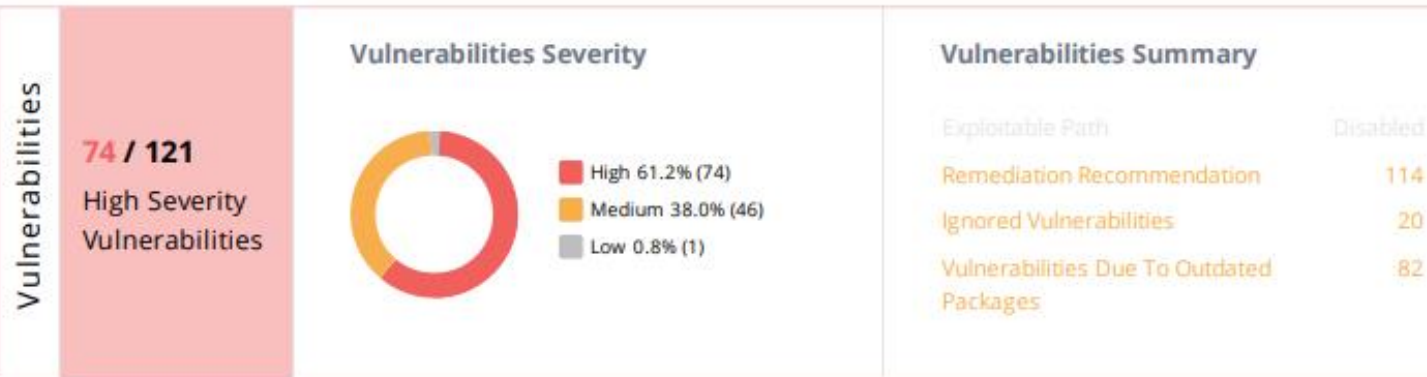 Vulnerabilities
74 / 121
High Severity
Vulnerabilities
Vulnerabilities Severity
High 61.2% (74)
Medium 38.0% (46)
Low 0.8% (1)
Vulnerabilities Summary
Exploitable Path Disabled
Remediation Recommendation 114
Ignored Vulnerabilities 20
Vulnerabilities Due To Outdated 82
Packages